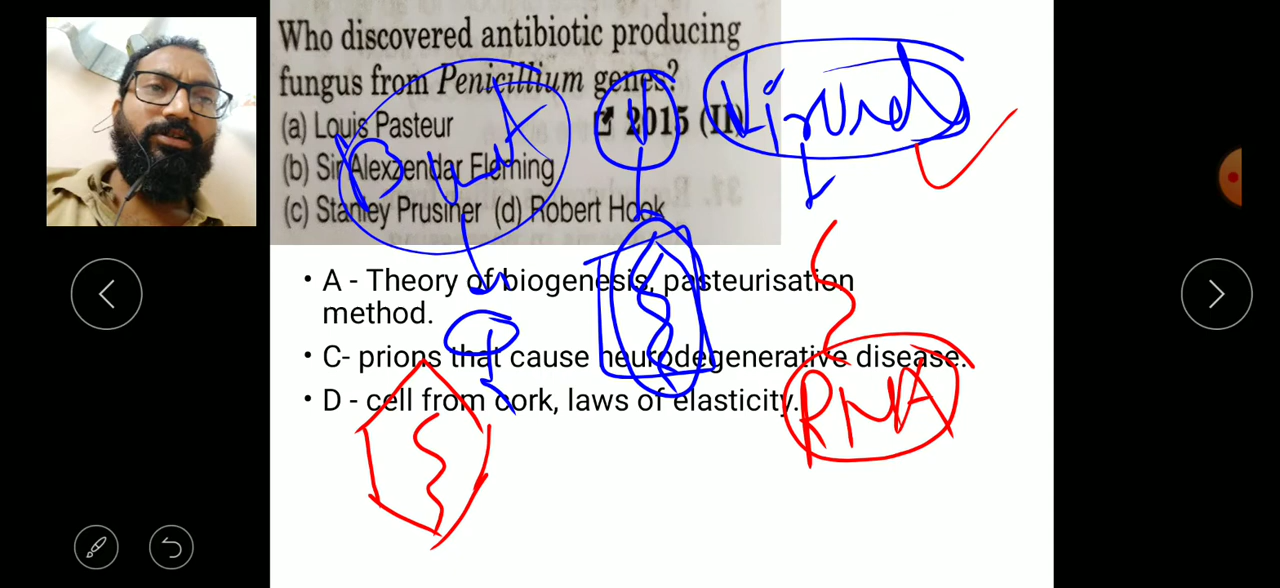 Who discovered antibiotic producing
fungus from Penicillium genes?
(a) Louis Pasteur 2015 (II)
(b) Sir Alexzendar Fleming
(c) Stanley Prusiner (d) Robert Hook
• A - Theory of biogenesis, pasteurisation
method.
• C- prions that cause neurodegenerative disease.
• D - cell from cork, laws of elasticity.
RNA